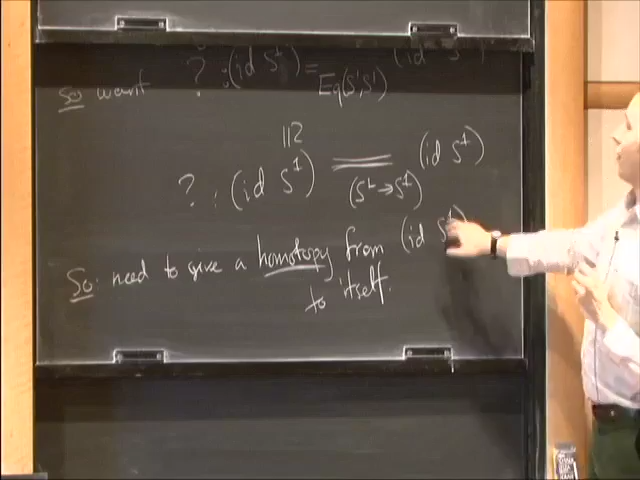 So want ? : (id S¹) = (id S¹)
Eq(S¹,S¹)
112
? : (id S¹) = (id S¹)
(S¹→S¹)
So: need to give a homotopy from (id S¹)
to itself.